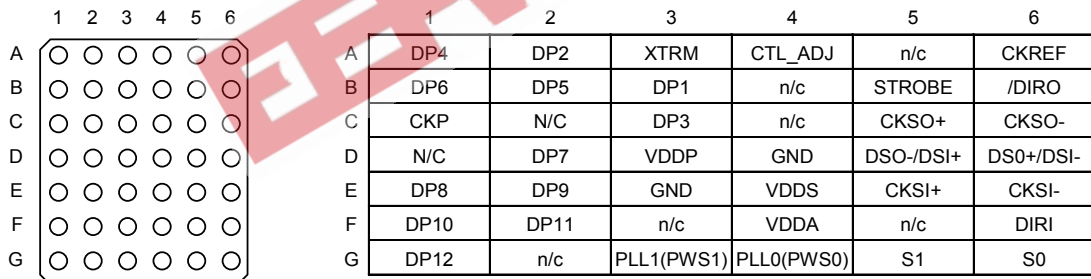 1 2 3 4 5 6
A
B
C
D
E
F
G
1 2 3 4 5 6
A DP4 DP2 XTRM CTL_ADJ n/c CKREF
B DP6 DP5 DP1 n/c STROBE /DIRO
C CKP N/C DP3 n/c CKSO+ CKSO-
D N/C DP7 VDDP GND DSO-/DSI+ DS0+/DSI-
E DP8 DP9 GND VDDS CKSI+ CKSI-
F DP10 DP11 n/c VDDA n/c DIRI
G DP12 n/c PLL1(PWS1) PLL0(PWS0) S1 S0